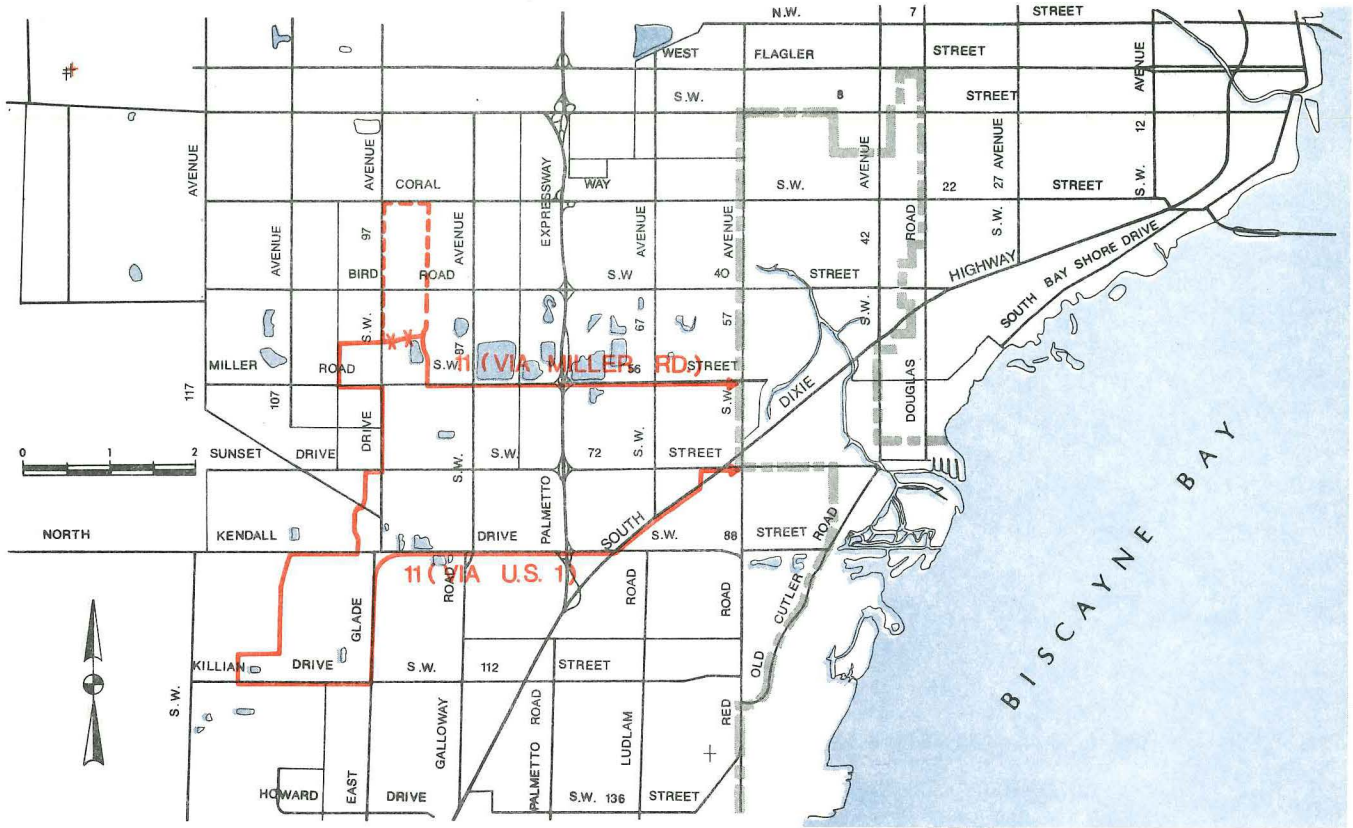 N.W. 7 STREET
WEST FLAGLER STREET
S.W. 8 STREET
AVENUE
12
S.W.
AVENUE
AVENUE
97
S.W.
CORAL WAY
S.W. 22 STREET
AVENUE
42
S.W.
27 AVENUE
S.W.
EXPRESSWAY
AVENUE
87
S.W.
AVENUE
67
S.W.
AVENUE
57
S.W.
ROAD
DOUGLAS
HIGHWAY
SOUTH BAY SHORE DRIVE
AVENUE
107
BIRD ROAD
S.W 40 STREET
117
MILLER ROAD
S.W. 56 STREET
11 (VIA MILLER RD.)
DIXIE
0 1 2
SUNSET DRIVE
S.W. 72 STREET
DRIVE
GLADE
EAST
PALMETTO
SOUTH
NORTH KENDALL DRIVE
S.W. 88 STREET
11 (VIA U.S. 1)
ROAD
GALLOWAY
ROAD
LUDLAM
ROAD
RED
OLD CUTLER ROAD
BISCAYNE BAY
KILLIAN DRIVE
S.W. 112 STREET
S.W.
PALMETTO ROAD
HOWARD DRIVE
S.W. 136 STREET